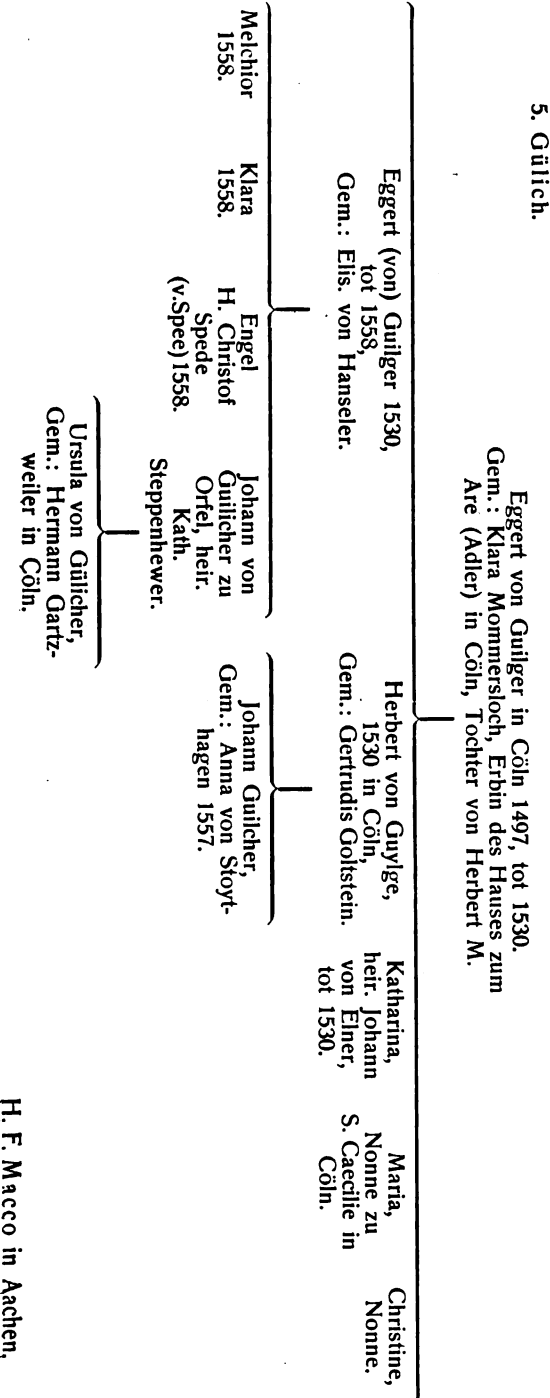 5. Gülich.
Eggert von Guilger in Cöln 1497, tot 1530.
Gem.: Klara Mommersloch, Erbin des Hauses zum
Are (Adler) in Cöln, Tochter von Herbert M.
Eggert (von) Guilger 1530,
tot 1558,
Gem.: Elis. von Hanseler.
Herbert von Guylge,
1530 in Cöln,
Gem.: Gertrudis Goltstein.
Katharina,
heir. Johann
von Elner,
tot 1530.
Maria,
Nonne zu
S. Caecilie in
Cöln.
Christine,
Nonne.
Melchior
1558.
Klara
1558.
Engel
H. Christof
Spede
(v.Spee) 1558.
Johann von
Guilicher zu
Orfel, heir.
Kath.
Steppenhewer.
Johann Guilcher,
Gem.: Anna von Stoyt-
hagen 1557.
Ursula von Gülicher,
Gem.: Hermann Gartz-
weiler in Cöln.
H. F. Macco in Aachen,